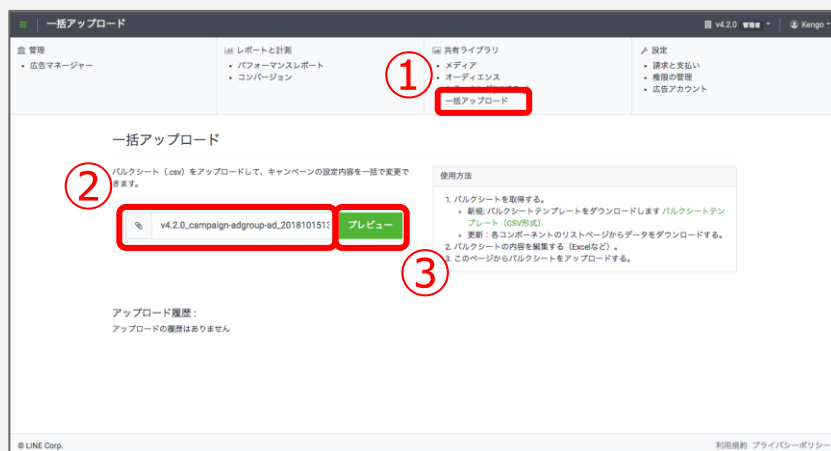 ≡ 一括アップロード
v4.2.0 管理者 Kengo
管理
・ 広告マネージャー
レポートと計測
・ パフォーマンスレポート
・ コンバージョン
共有ライブラリ
・ メディア
・ オーディエンス
一括アップロード
設定
・ 請求と支払い
・ 権限の管理
・ 広告アカウント
①
一括アップロード
②
バルクシート（.csv）をアップロードして、キャンペーンの設定内容を一括で変更で
きます。
v4.2.0_campaign-adgroup-ad_2018101513
プレビュー
③
使用方法
1. バルクシートを取得する。
新規: バルクシートテンプレートをダウンロードします バルクシートテン
プレート（CSV形式）
更新：各コンポーネントのリストページからデータをダウンロードする。
2. バルクシートの内容を編集する（Excelなど）。
3. このページからバルクシートをアップロードする。
アップロード履歴 :
アップロードの履歴はありません
© LINE Corp.
利用規約 プライバシーポリシー